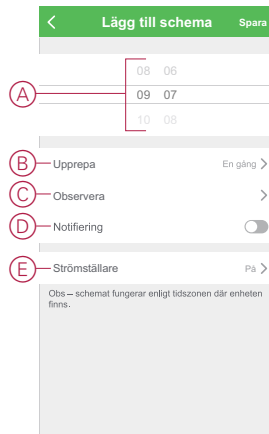 Lägg till schema Spara
08 06
A 09 07
10 08
B Upprepa En gång
C Observera
D Notifiering
E Strömställare På
Obs – schemat fungerar enligt tidszonen där enheten
finns.